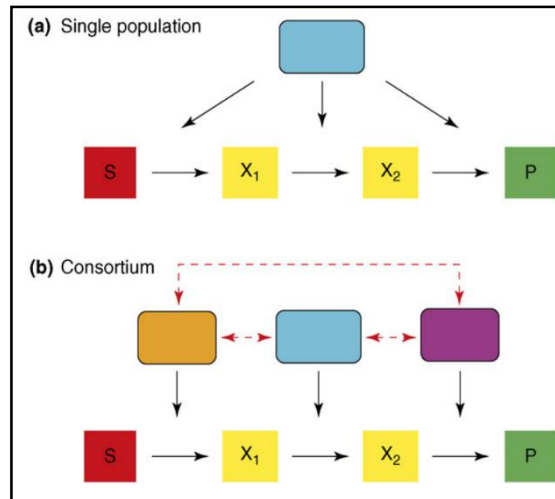 (a) Single population
S X₁ X₂ P
(b) Consortium
S X₁ X₂ P